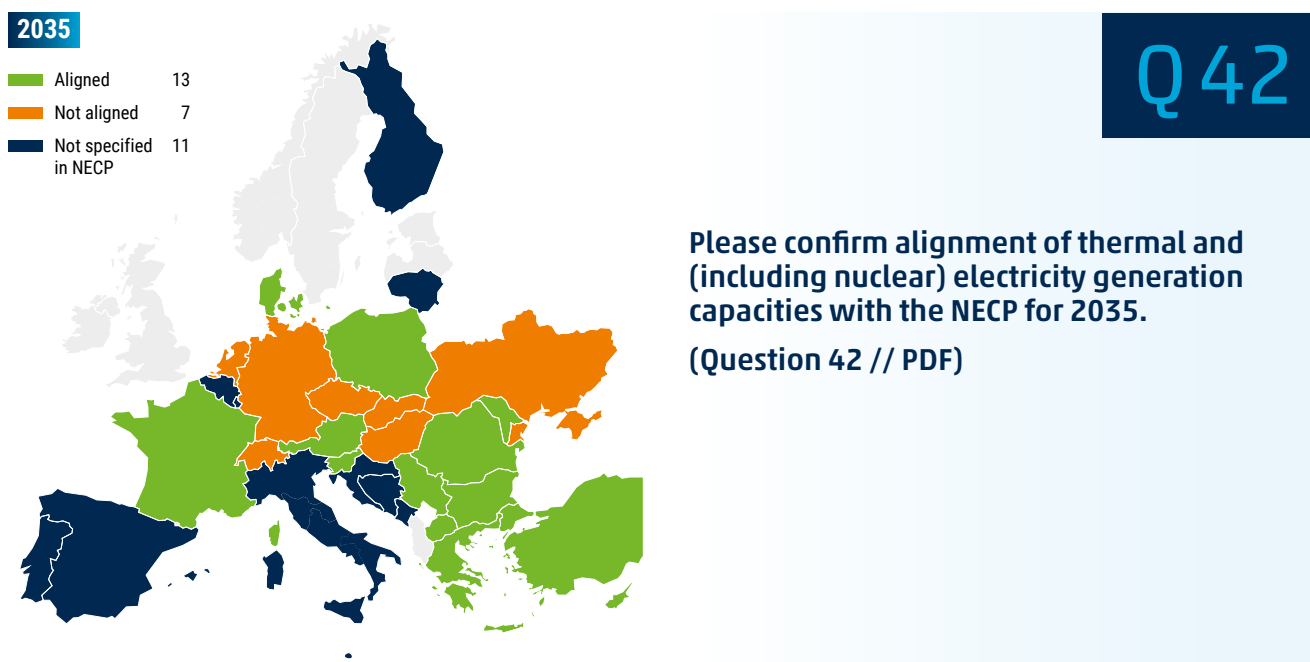 2035
Aligned 13
Not aligned 7
Not specified 11
in NECP
Q 42
Please confirm alignment of thermal and
(including nuclear) electricity generation
capacities with the NECP for 2035.
(Question 42 // PDF)